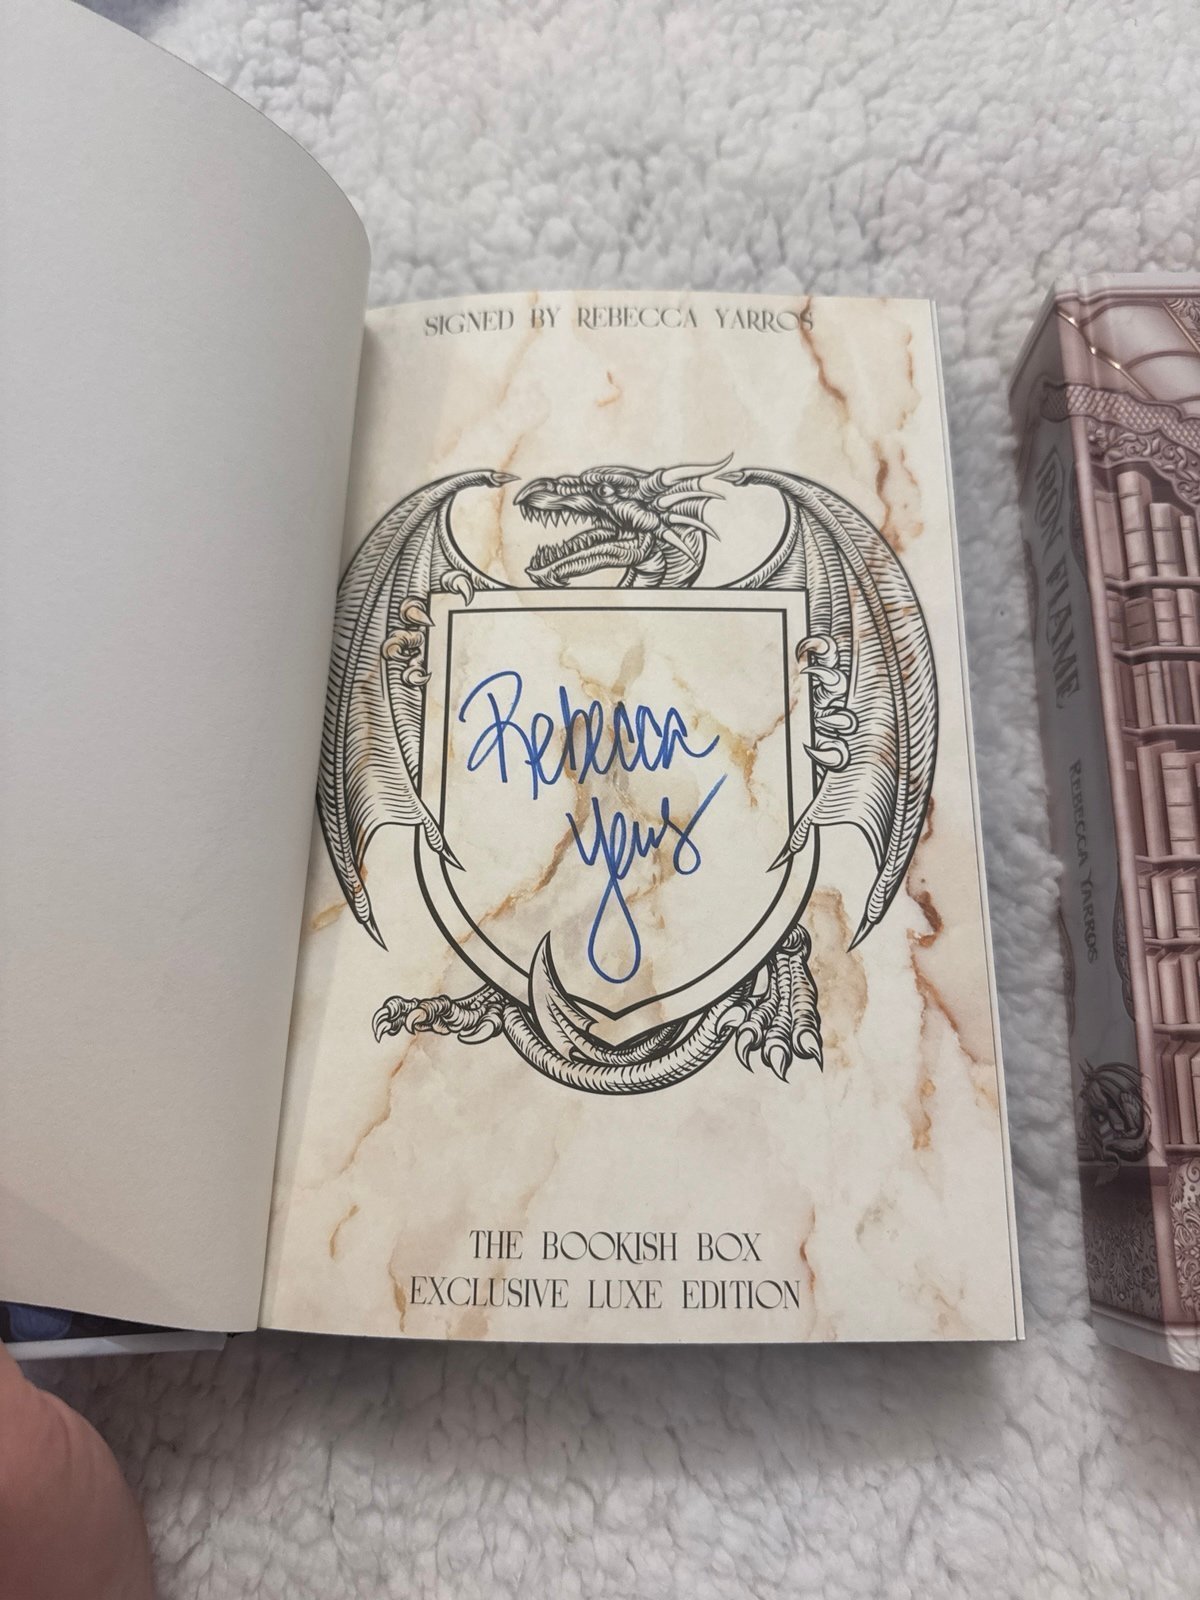 SIGNED BY REBECCA YARROS
Rebecca
Yarros
THE BOOKISH BOX
EXCLUSIVE LUXE EDITION
IRON FLAME
REBECCA YARROS